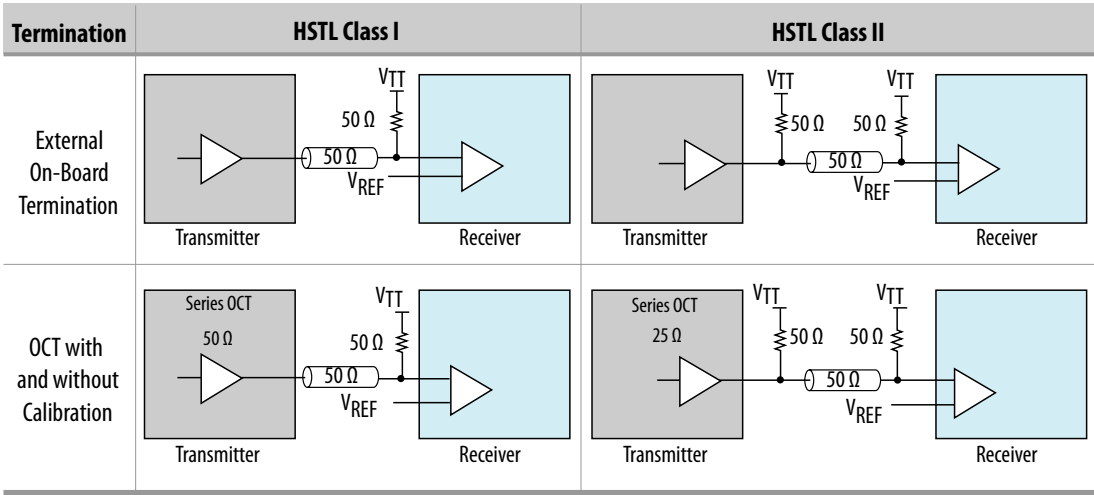 Termination HSTL Class I HSTL Class II
External
On-Board
Termination
VTT
50 Ω
50 Ω
VREF
Transmitter Receiver
VTT VTT
50 Ω 50 Ω
50 Ω
VREF
Transmitter Receiver
OCT with
and without
Calibration
Series OCT
50 Ω
VTT
50 Ω
50 Ω
VREF
Transmitter Receiver
Series OCT
25 Ω
VTT VTT
50 Ω 50 Ω
50 Ω
VREF
Transmitter Receiver